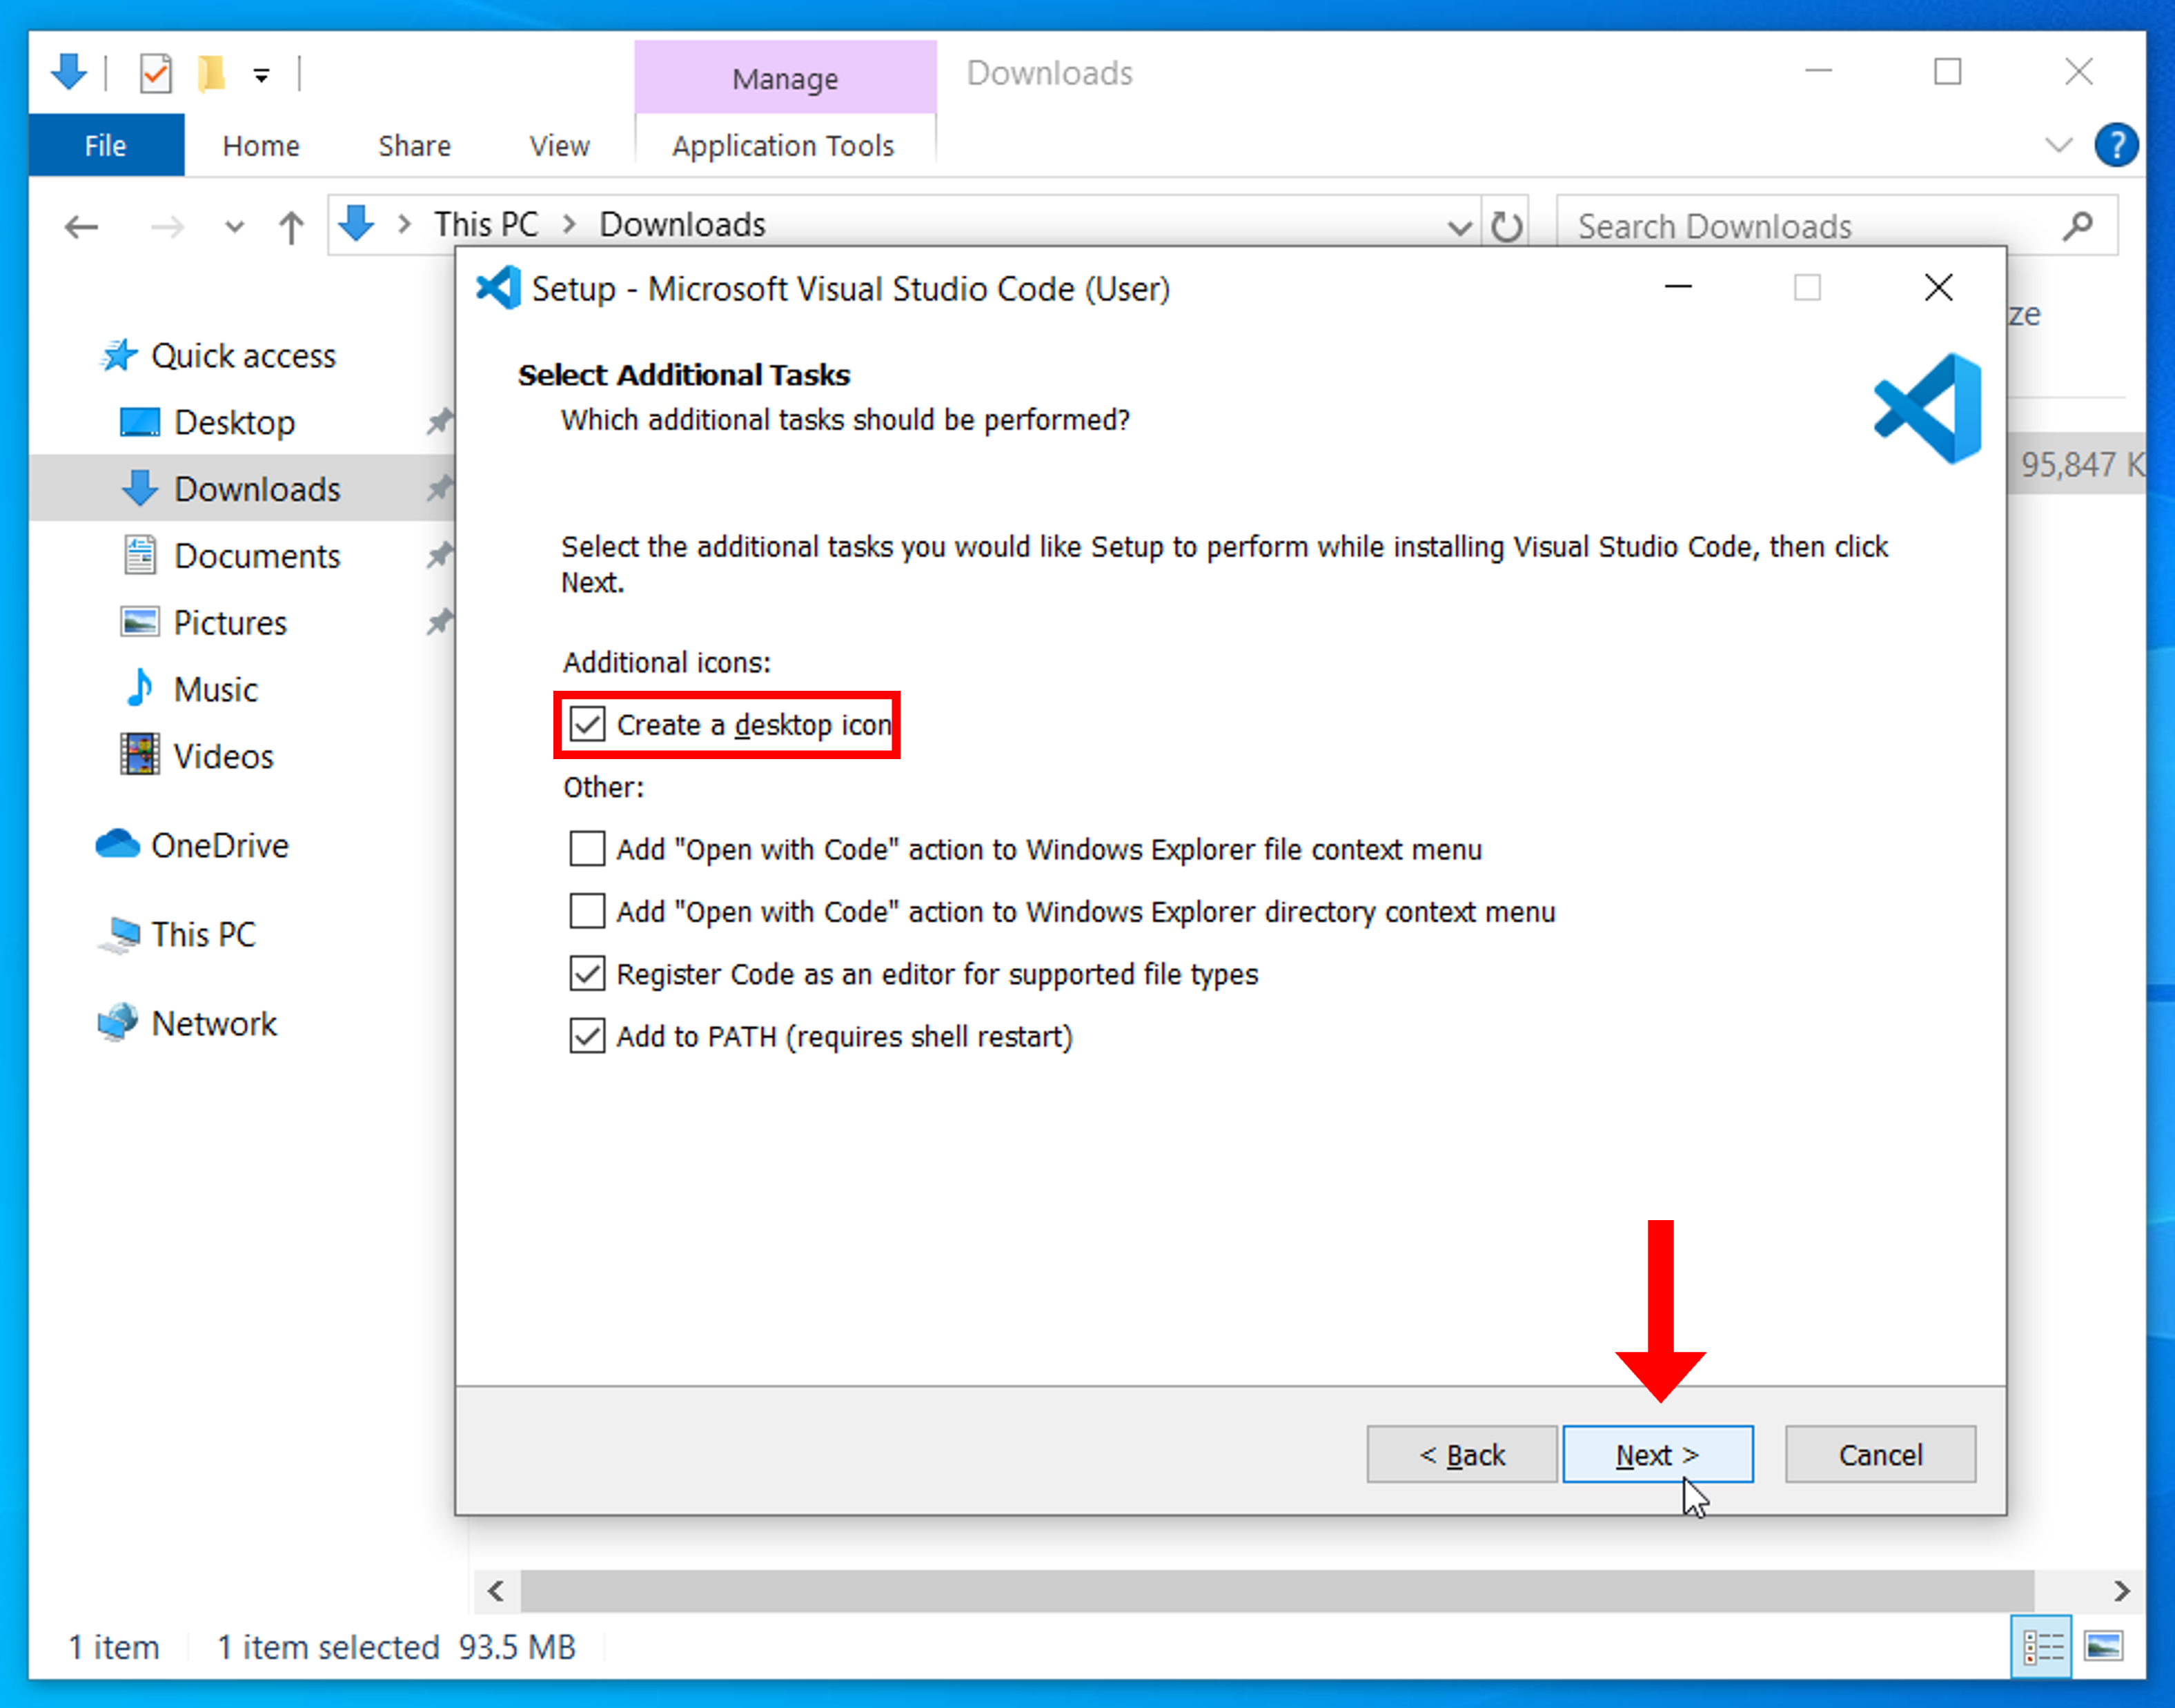 Manage
Downloads
File
Home
Share
View
Application Tools
?
This PC
Downloads
Search Downloads
Setup - Microsoft Visual Studio Code (User)
Quick access
Desktop
Downloads
Documents
Pictures
Music
Videos
OneDrive
This PC
Network
Select Additional Tasks
Which additional tasks should be performed?
95,847 K
Select the additional tasks you would like Setup to perform while installing Visual Studio Code, then click
Next.
Additional icons:
Create a desktop icon
Other:
Add "Open with Code" action to Windows Explorer file context menu
Add "Open with Code" action to Windows Explorer directory context menu
Register Code as an editor for supported file types
Add to PATH (requires shell restart)
< Back
Next >
Cancel
1 item
1 item selected 93.5 MB